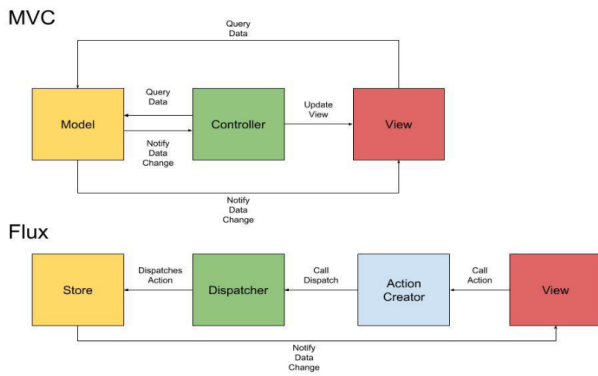 MVC
Query
Data
Query
Data
Update
View
Model
Controller
View
Notify
Data
Change
Notify
Data
Change
Flux
Dispatches
Action
Call
Dispatch
Call
Action
Store
Dispatcher
Action
Creator
View
Notify
Data
Change